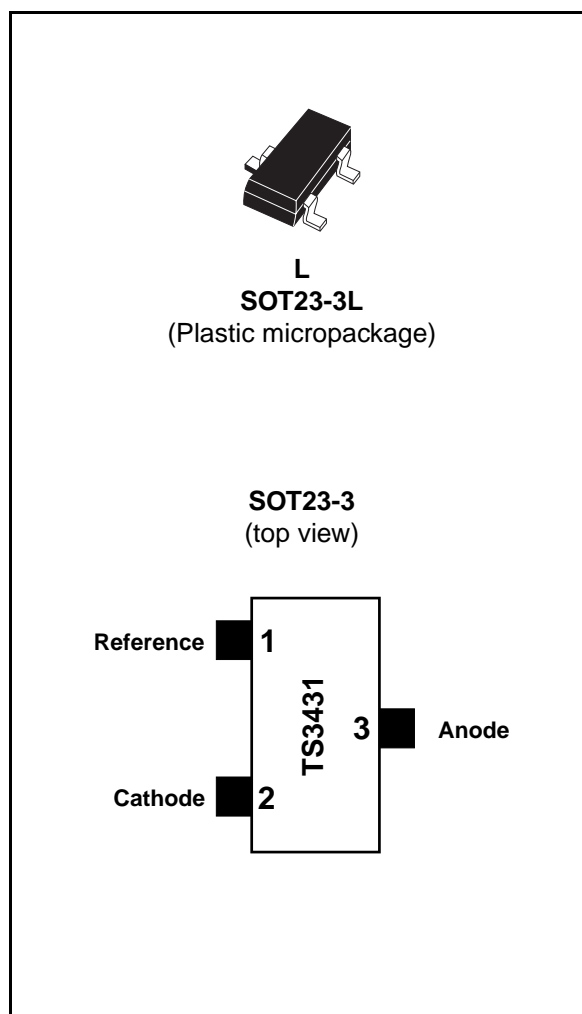 L
SOT23-3L
(Plastic micropackage)
SOT23-3
(top view)
Reference 1
TS3431
3 Anode
Cathode 2